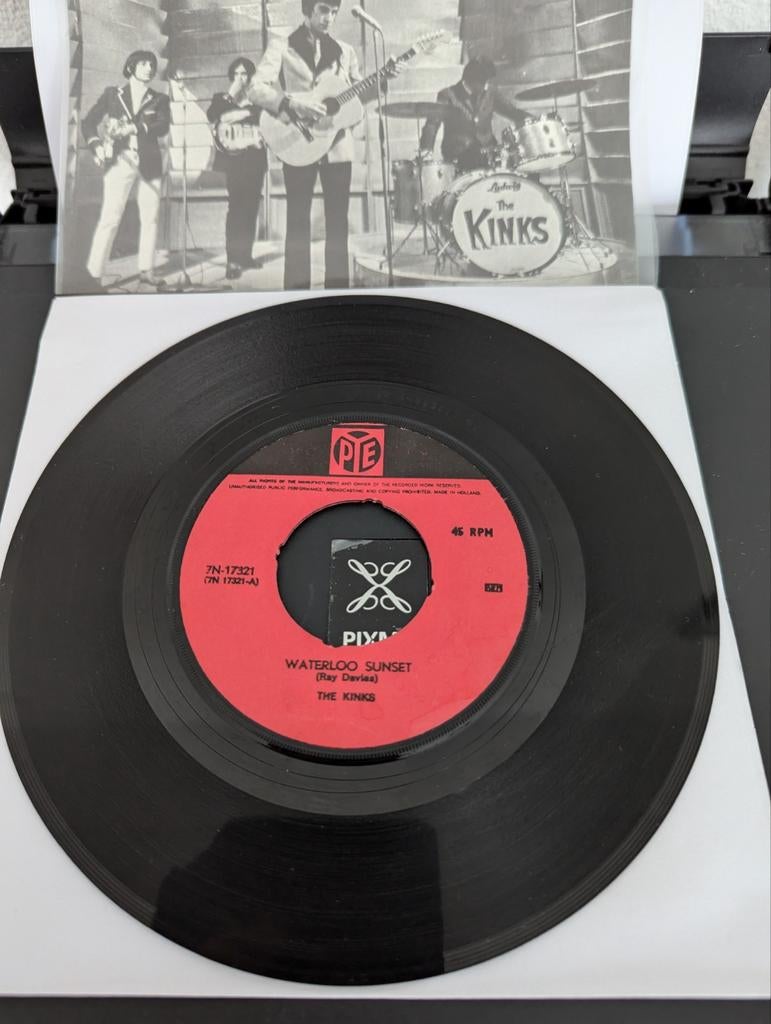 Ludwig
The
KINKS
PYE
ALL RIGHTS OF THE MANUFACTURERS AND OWNER OF THE RECORDED WORK RESERVED.
UNAUTHORISED PUBLIC PERFORMANCE, BROADCASTING AND COPYING PROHIBITED. MADE IN HOLLAND.
45 RPM
7N-17321
(7N 17321-A)
PIXM
WATERLOO SUNSET
(Ray Davies)
THE KINKS